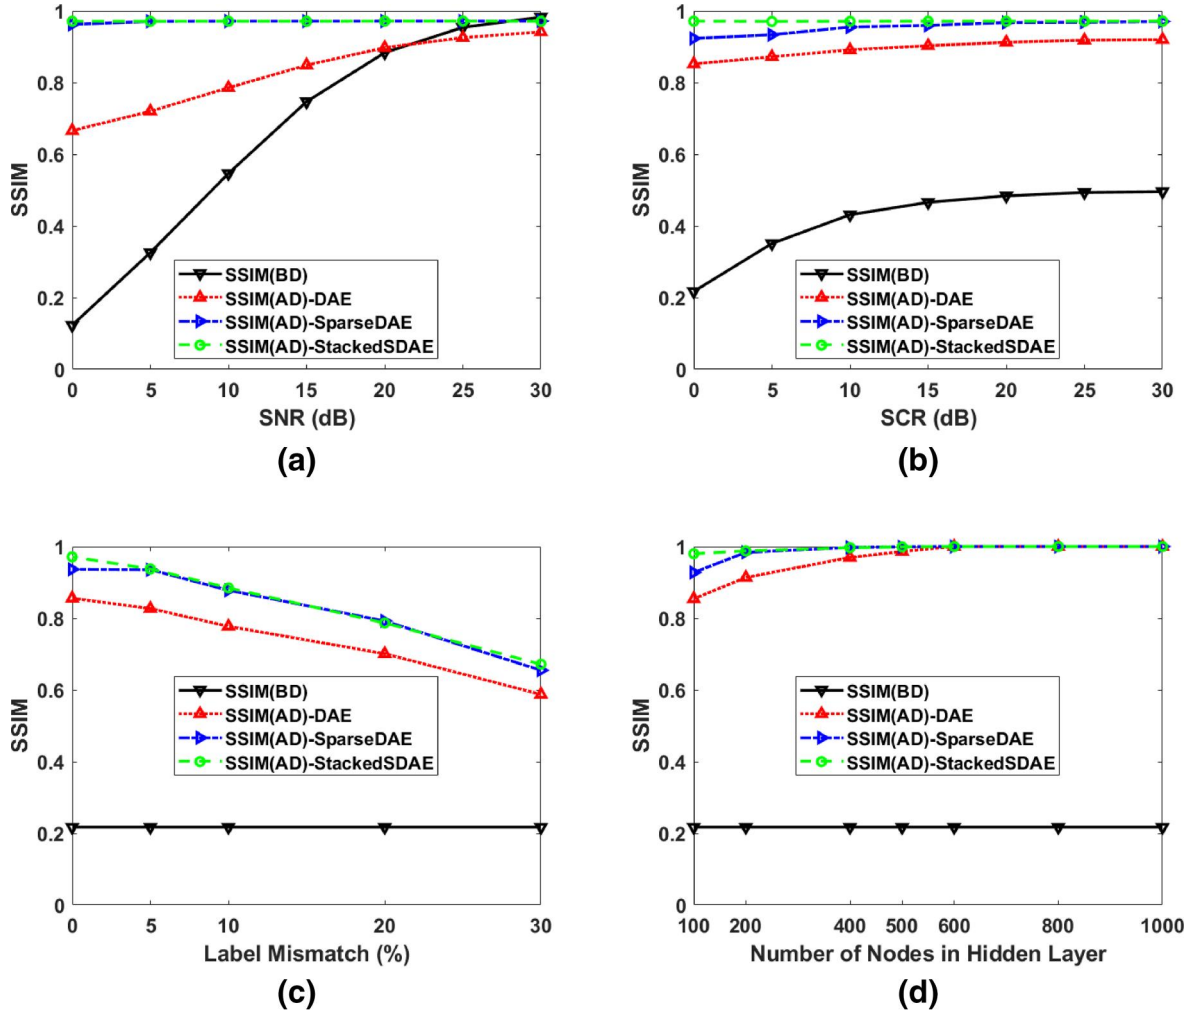 1
0.8
0.6
0.4
0.2
0
SSIM
SSIM(BD)
SSIM(AD)-DAE
SSIM(AD)-SparseDAE
SSIM(AD)-StackedSDAE
0 5 10 15 20 25 30
SNR (dB)
(a)
1
0.8
0.6
0.4
0.2
0
SSIM
SSIM(BD)
SSIM(AD)-DAE
SSIM(AD)-SparseDAE
SSIM(AD)-StackedSDAE
0 5 10 15 20 25 30
SCR (dB)
(b)
1
0.8
0.6
0.4
0.2
0
SSIM
SSIM(BD)
SSIM(AD)-DAE
SSIM(AD)-SparseDAE
SSIM(AD)-StackedSDAE
0 5 10 20 30
Label Mismatch (%)
(c)
1
0.8
0.6
0.4
0.2
0
SSIM
SSIM(BD)
SSIM(AD)-DAE
SSIM(AD)-SparseDAE
SSIM(AD)-StackedSDAE
100 200 400 500 600 800 1000
Number of Nodes in Hidden Layer
(d)